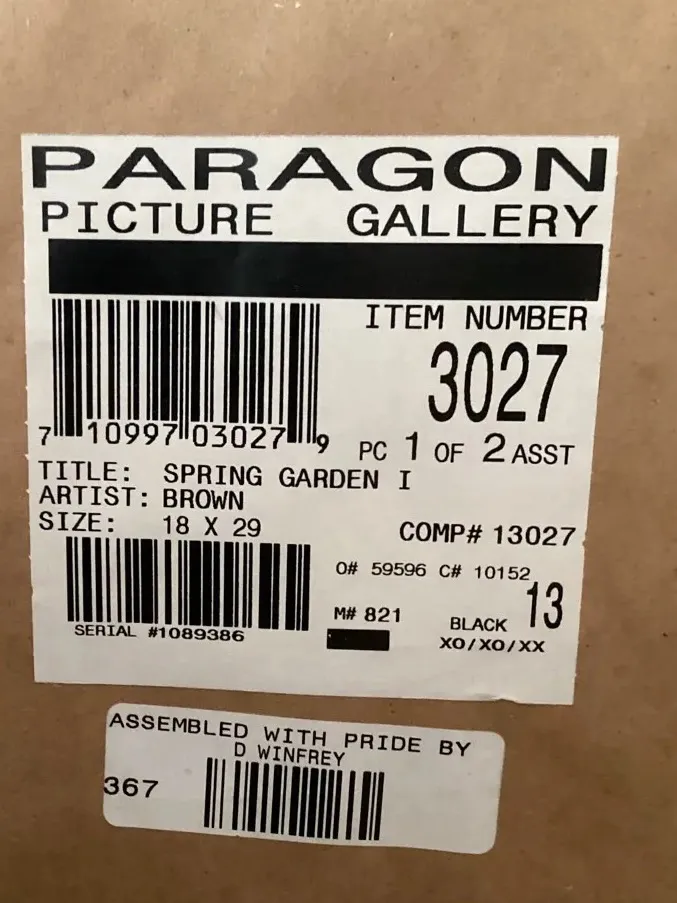 PARAGON
PICTURE GALLERY
ITEM NUMBER
3027
7 10997 03027 9
PC 1 OF 2 ASST
TITLE: SPRING GARDEN I
ARTIST: BROWN
SIZE: 18 X 29
COMP# 13027
O# 59596 C# 10152
13
M# 821
BLACK
SERIAL #1089386
XO/XO/XX
ASSEMBLED WITH PRIDE BY
D WINFREY
367